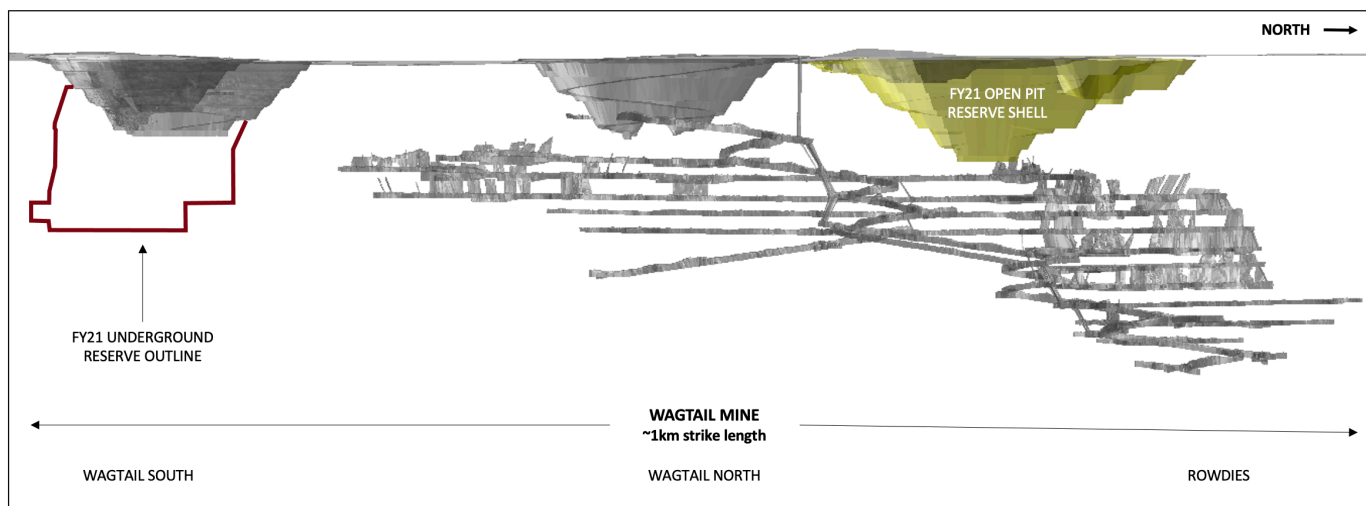 NORTH
FY21 OPEN PIT
RESERVE SHELL
FY21 UNDERGROUND
RESERVE OUTLINE
WAGTAIL MINE
~1km strike length
WAGTAIL SOUTH
WAGTAIL NORTH
ROWDIES